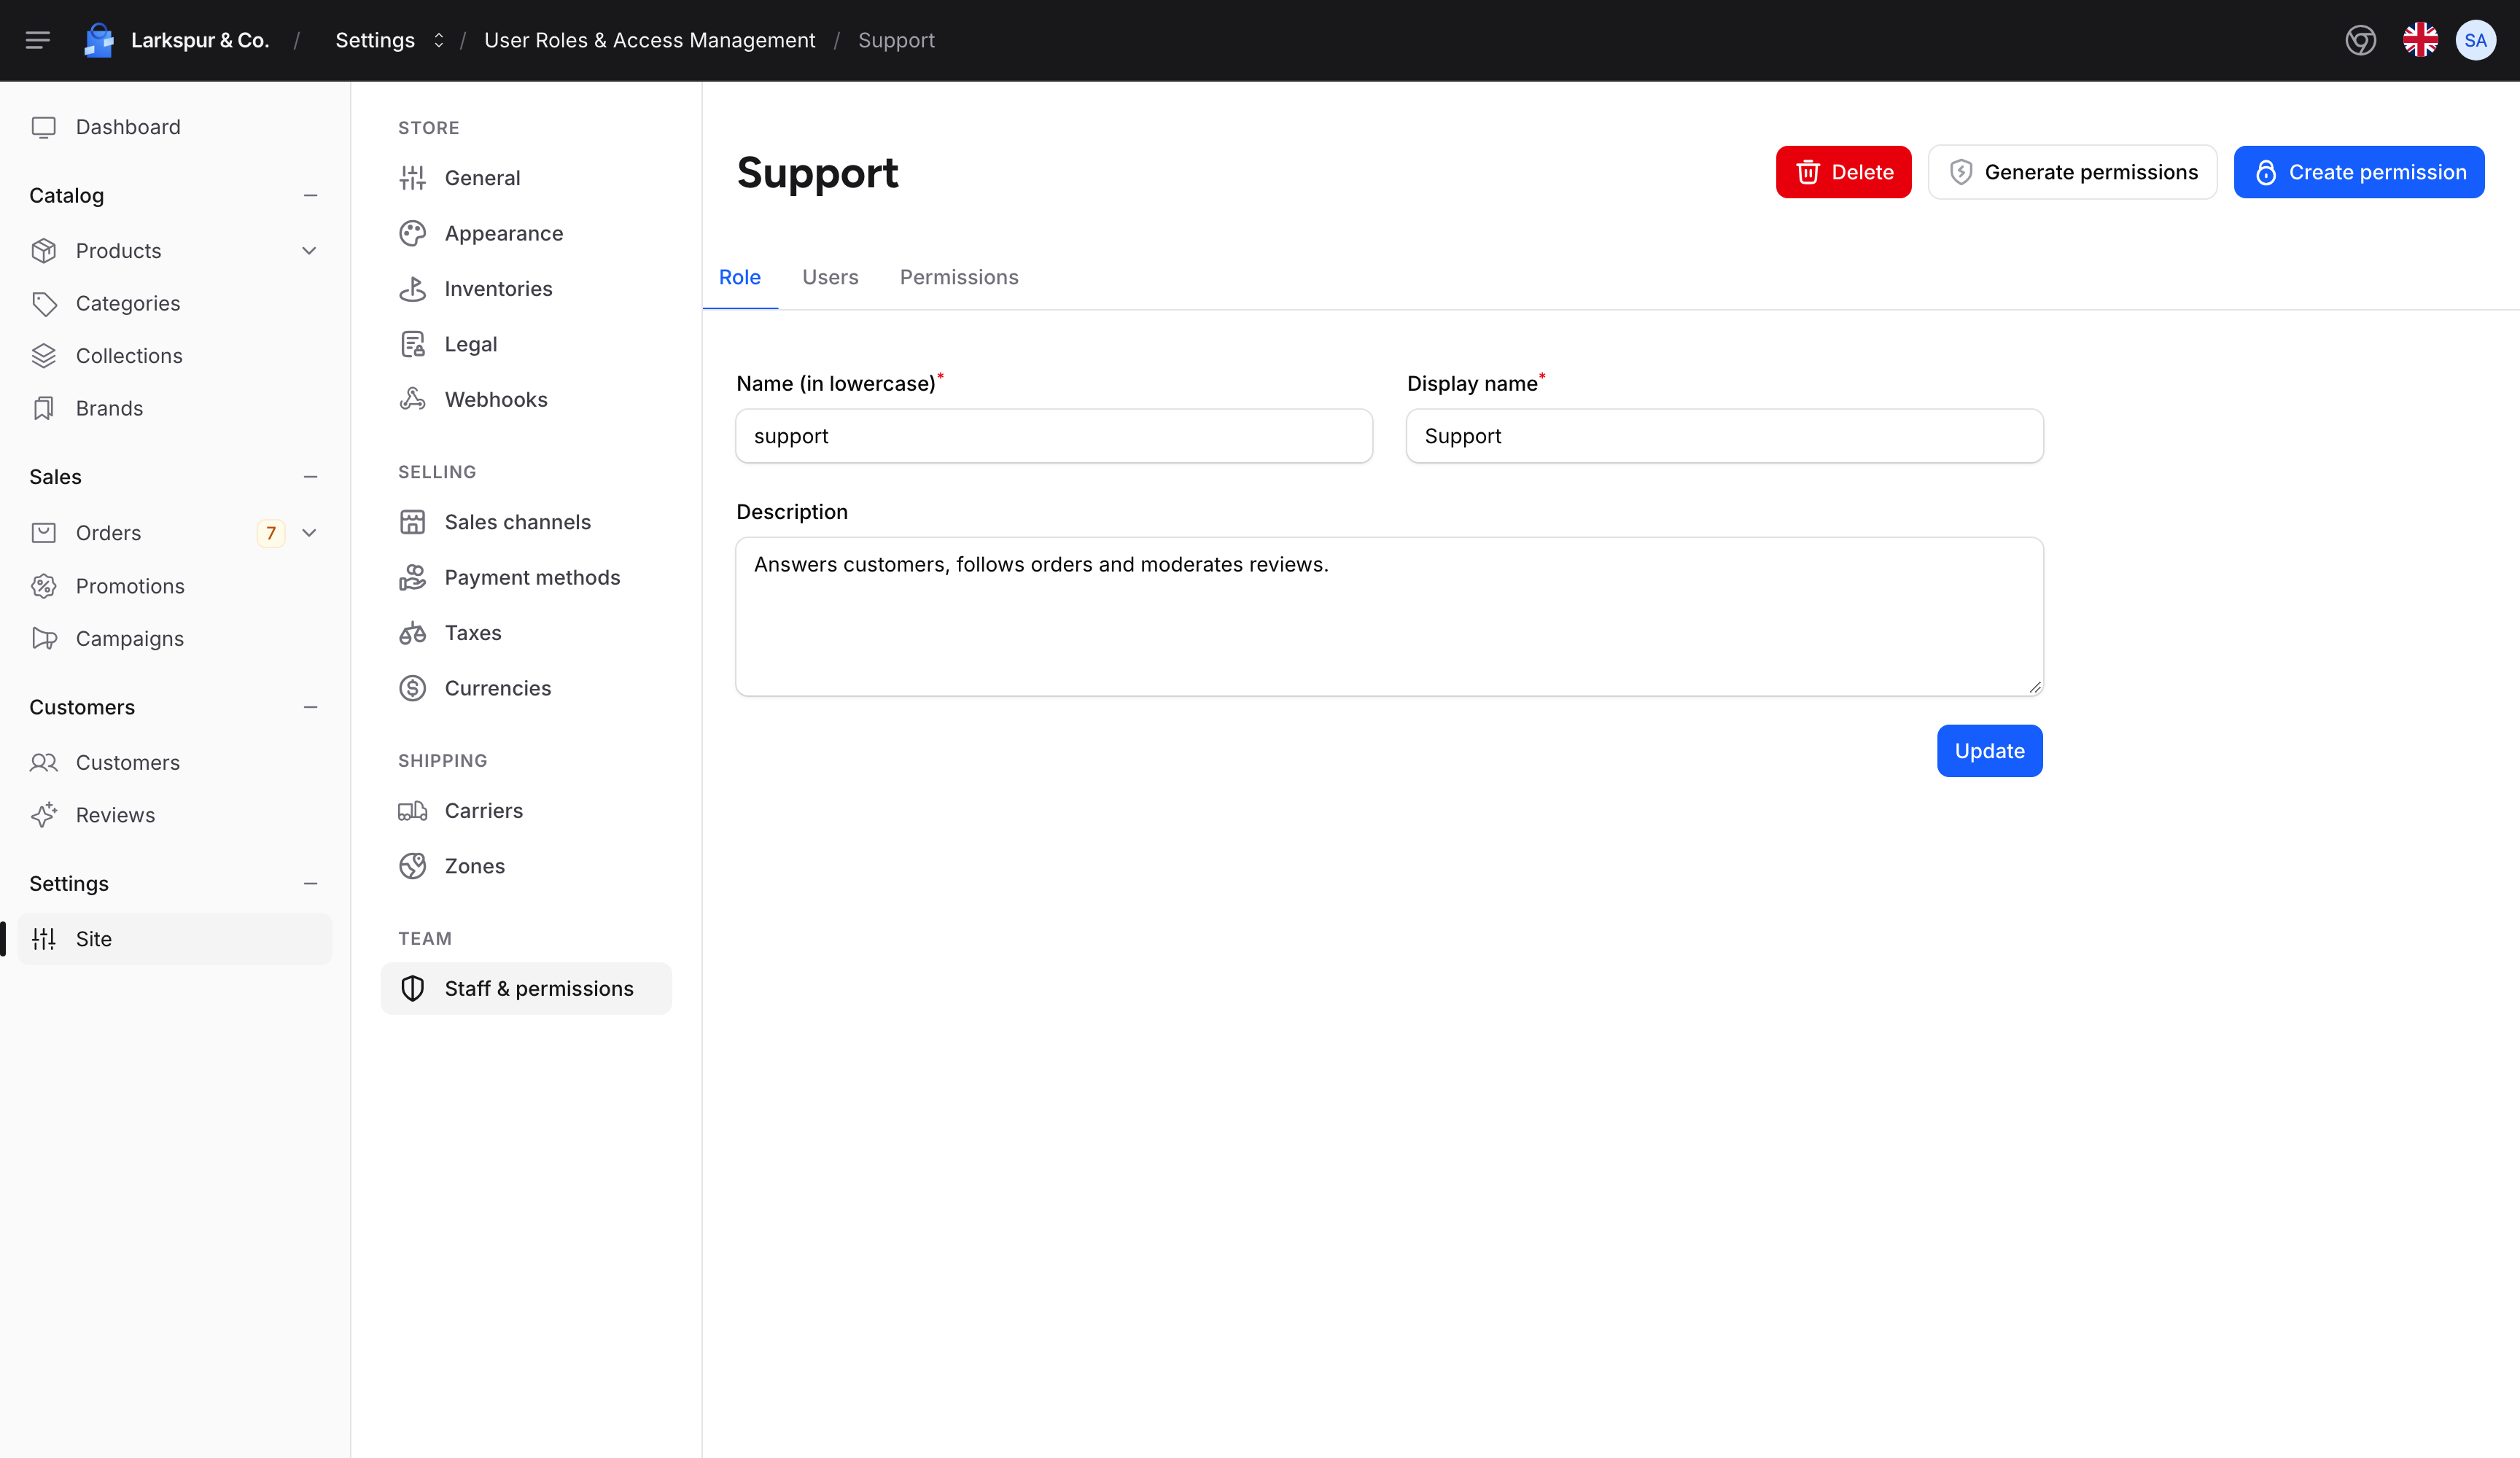 Larkspur & Co. / Settings / User Roles & Access Management / Support
SA
Dashboard
Catalog
Products
Categories
Collections
Brands
Sales
Orders 7
Promotions
Campaigns
Customers
Customers
Reviews
Settings
Site
STORE
General
Appearance
Inventories
Legal
Webhooks
SELLING
Sales channels
Payment methods
Taxes
Currencies
SHIPPING
Carriers
Zones
TEAM
Staff & permissions
Support
Delete
Generate permissions
Create permission
Role Users Permissions
Name (in lowercase)*
support
Display name*
Support
Description
Answers customers, follows orders and moderates reviews.
Update